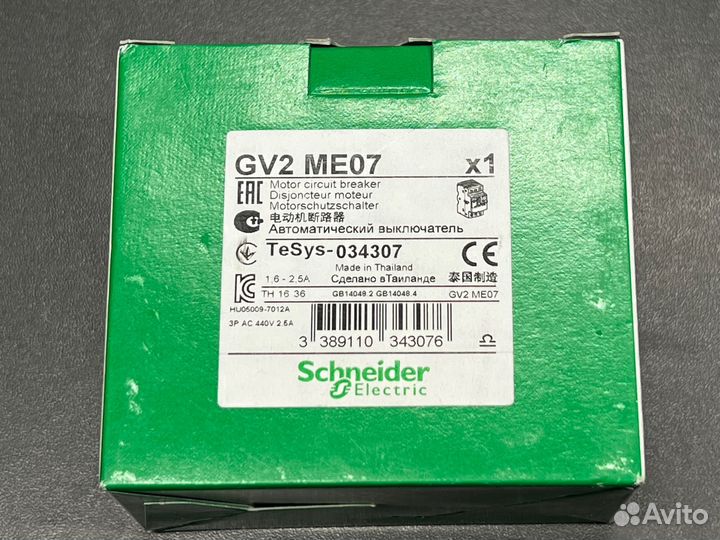 GV2 ME07 x1
EAC Motor circuit breaker
Disjoncteur moteur
Motorschutzschalter
电动机断路器
Автоматический выключатель
TeSys-034307 CE
Made in Thailand
1,6 - 2,5A Сделано вТаиланде 泰国制造
TH 16 36 GB14048.2 GB14048.4 GV2 ME07
HU05009-7012A
3P AC 440V 2.5A
3 389110 343076
Schneider
Electric
Avito